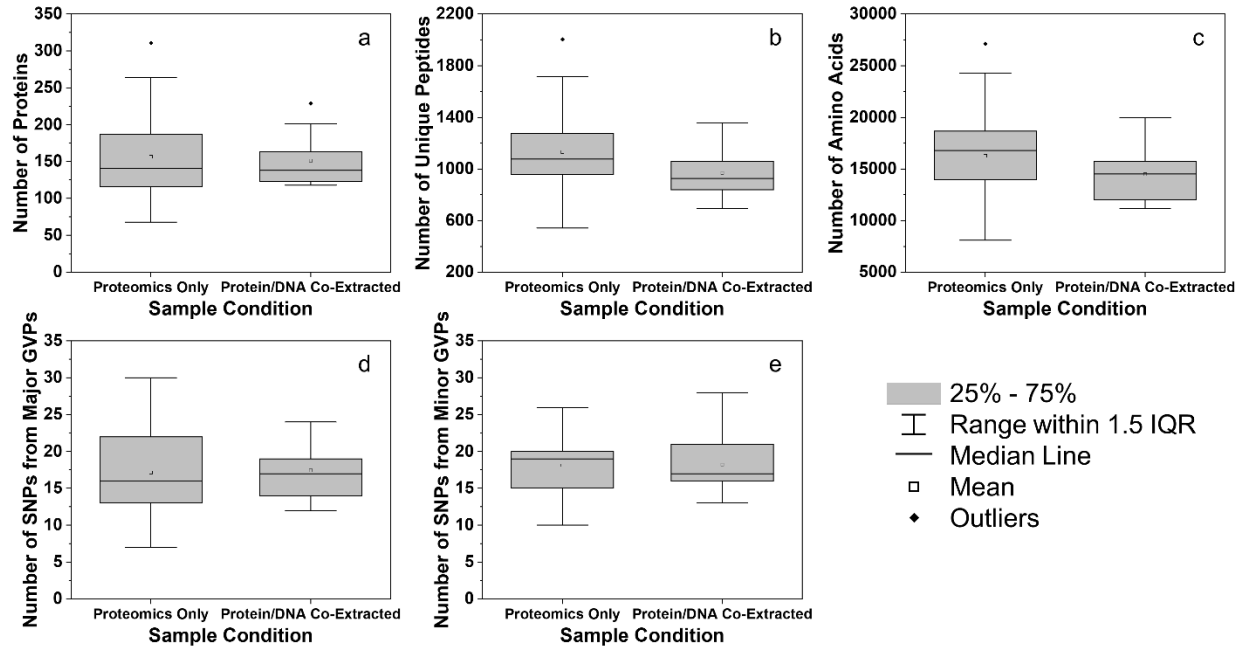 a
Number of Proteins
350
300
250
200
150
100
50
0
Proteomics Only
Protein/DNA Co-Extracted
Sample Condition
b
Number of Unique Peptides
2200
1800
1400
1000
600
200
Proteomics Only
Protein/DNA Co-Extracted
Sample Condition
c
Number of Amino Acids
30000
25000
20000
15000
10000
5000
Proteomics Only
Protein/DNA Co-Extracted
Sample Condition
d
Number of SNPs from Major GVPs
35
30
25
20
15
10
5
0
Proteomics Only
Protein/DNA Co-Extracted
Sample Condition
e
Number of SNPs from Minor GVPs
35
30
25
20
15
10
5
0
Proteomics Only
Protein/DNA Co-Extracted
Sample Condition
25% - 75%
Range within 1.5 IQR
Median Line
Mean
Outliers